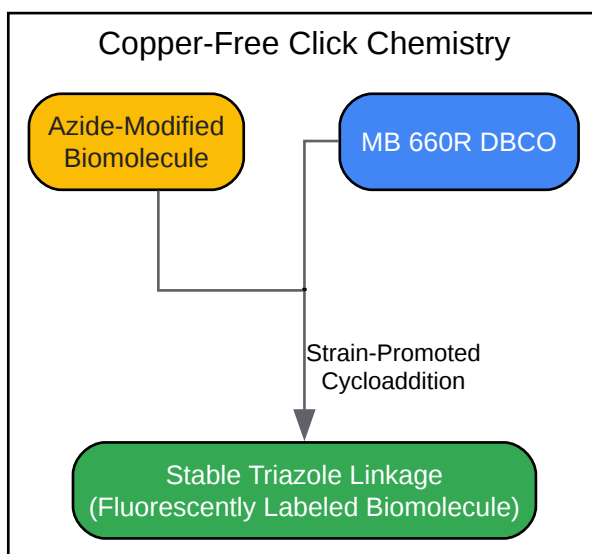 Copper-Free Click Chemistry
Azide-Modified
Biomolecule
MB 660R DBCO
Strain-Promoted
Cycloaddition
Stable Triazole Linkage
(Fluorescently Labeled Biomolecule)